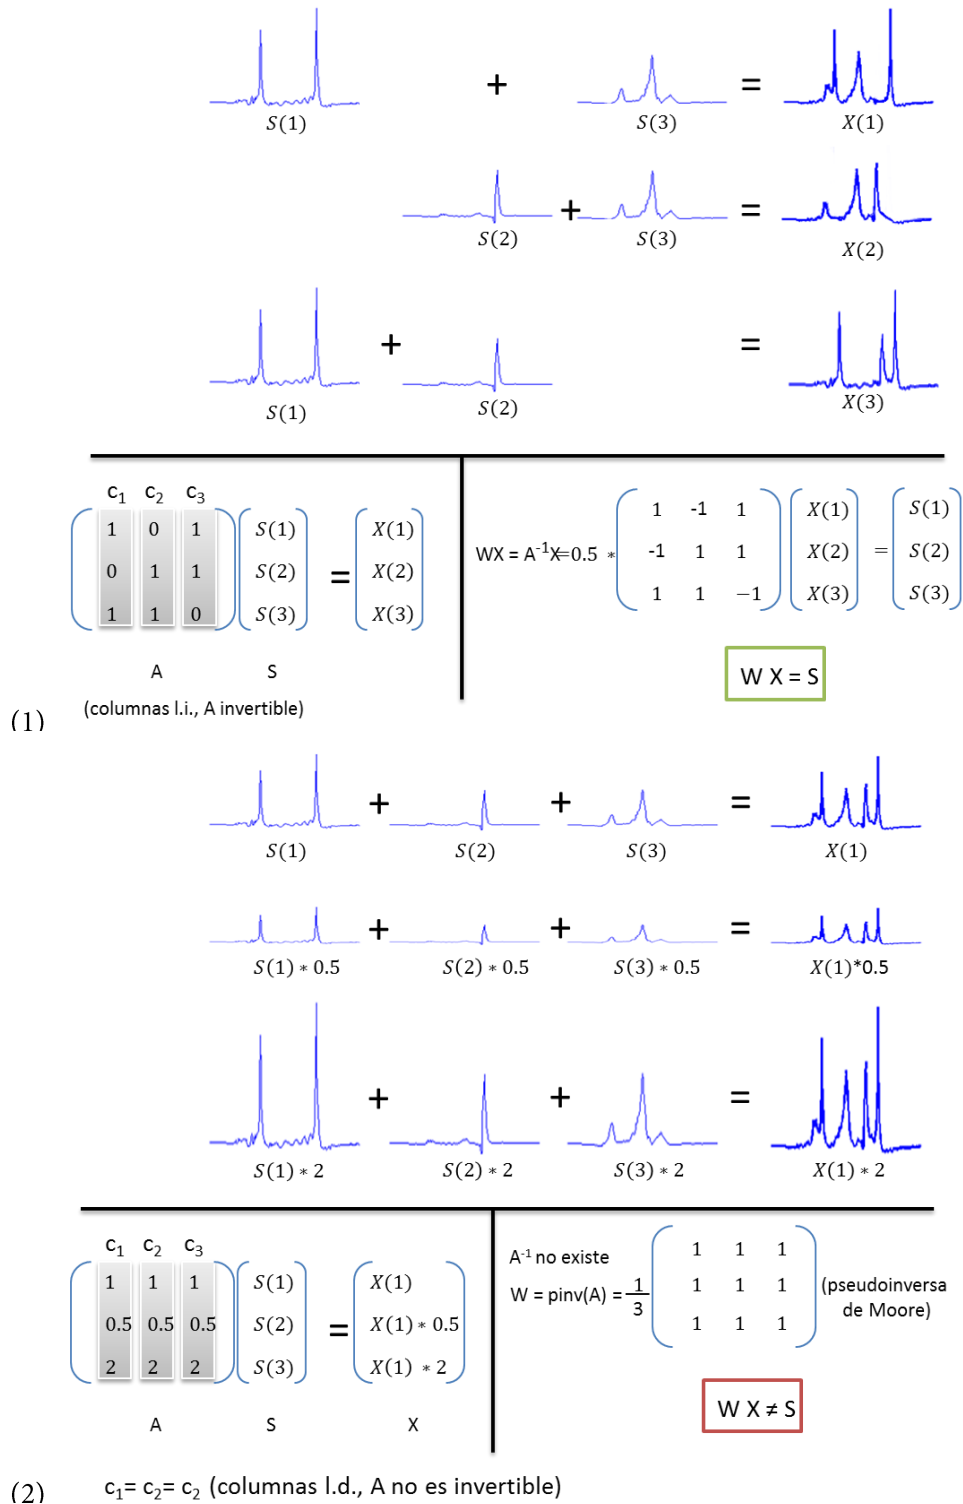 + =
S(1) S(3) X(1)
+ =
S(2) S(3) X(2)
+ =
S(1) S(2) X(3)
c₁ c₂ c₃
1 0 1 S(1) X(1)
0 1 1 S(2) = X(2)
1 1 0 S(3) X(3)
A S
(columnas l.i., A invertible)
1 -1 1 X(1) S(1)
WX = A⁻¹X=0.5 * -1 1 1 X(2) = S(2)
1 1 −1 X(3) S(3)
W X = S
(1)
+ + =
S(1) S(2) S(3) X(1)
+ + =
S(1) * 0.5 S(2) * 0.5 S(3) * 0.5 X(1)*0.5
+ + =
S(1) * 2 S(2) * 2 S(3) * 2 X(1) * 2
c₁ c₂ c₃
1 1 1 S(1) X(1)
0.5 0.5 0.5 S(2) = X(1) * 0.5
2 2 2 S(3) X(1) * 2
A S X
A⁻¹ no existe
W = pinv(A) = 1/3
1 1 1
1 1 1
1 1 1
(pseudoinversa
de Moore)
W X ≠ S
(2) c₁= c₂= c₂ (columnas l.d., A no es invertible)